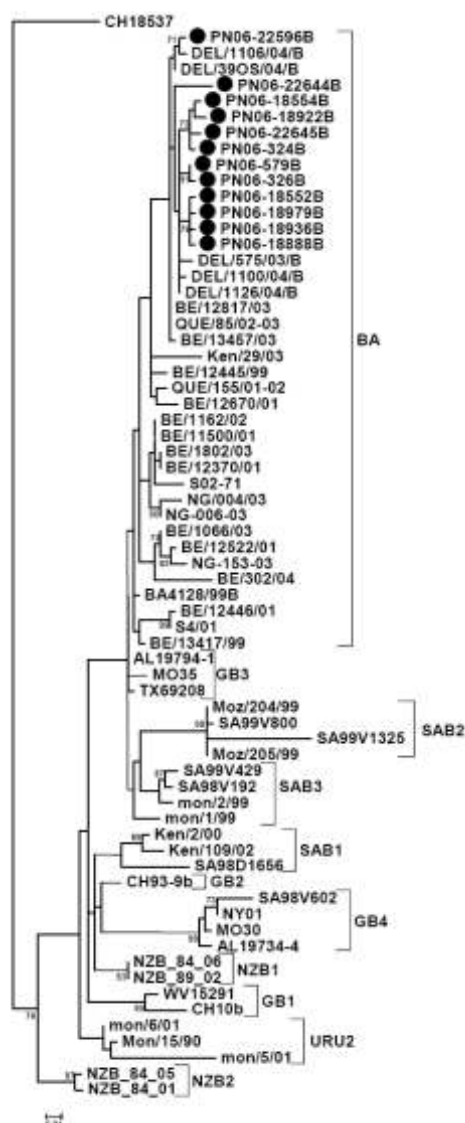 CH18537
PN06-22596B
DEL/1106/04/B
DEL/39OS/04/B
PN06-22644B
PN06-18554B
PN06-18922B
PN06-22645B
PN06-324B
PN06-579B
PN06-326B
PN06-18552B
PN06-18979B
PN06-18936B
PN06-18888B
DEL/575/03/B
DEL/1100/04/B
DEL/1126/04/B
BE/12817/03
QUE/85/02-03
BE/13457/03
BA
Ken/29/03
BE/12445/99
QUE/155/01-02
BE/12670/01
BE/1162/02
BE/11500/01
BE/1802/03
BE/12370/01
S02-71
NG/004/03
NG-006-03
BE/1066/03
BE/12522/01
NG-153-03
BE/302/04
BA4128/99B
BE/12446/01
S4/01
BE/13417/99
AL19794-1
MO35
GB3
TX69208
Moz/204/99
SA99V800
SAB2
SA99V1325
Moz/205/99
SA99V429
SA98V192
SAB3
mon/2/99
mon/1/99
Ken/2/00
Ken/109/02
SAB1
SA98D1656
CH93-9b
GB2
SA98V602
NY01
GB4
MO30
AL19734-4
NZB_84_06
NZB1
NZB_89_02
WV15291
GB1
CH10b
mon/6/01
Mon/15/90
URU2
mon/5/01
NZB_84_05
NZB2
NZB_84_01